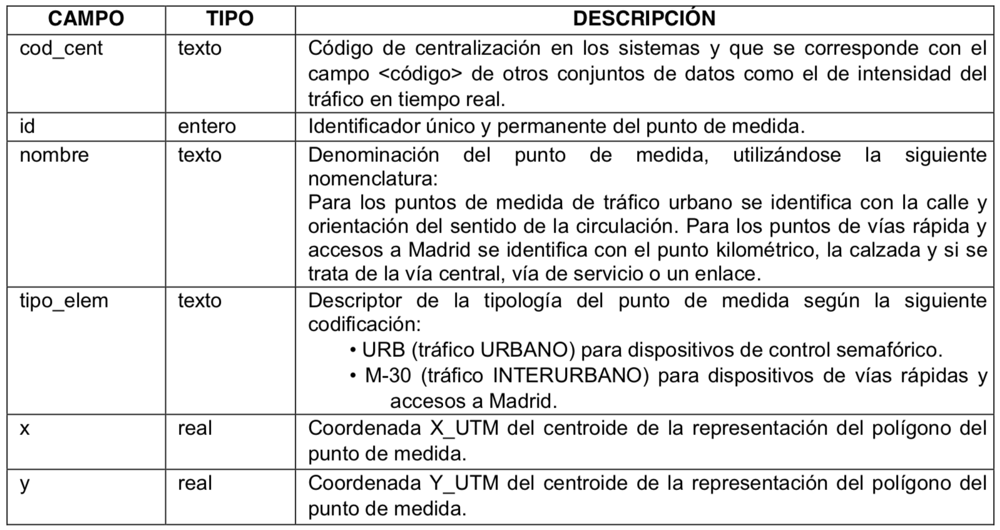 CAMPO TIPO DESCRIPCIÓN
cod_cent texto Código de centralización en los sistemas y que se corresponde con el
campo <código> de otros conjuntos de datos como el de intensidad del
tráfico en tiempo real.
id entero Identificador único y permanente del punto de medida.
nombre texto Denominación del punto de medida, utilizándose la siguiente
nomenclatura:
Para los puntos de medida de tráfico urbano se identifica con la calle y
orientación del sentido de la circulación. Para los puntos de vías rápida y
accesos a Madrid se identifica con el punto kilométrico, la calzada y si se
trata de la vía central, vía de servicio o un enlace.
tipo_elem texto Descriptor de la tipología del punto de medida según la siguiente
codificación:
• URB (tráfico URBANO) para dispositivos de control semafórico.
• M-30 (tráfico INTERURBANO) para dispositivos de vías rápidas y
accesos a Madrid.
x real Coordenada X_UTM del centroide de la representación del polígono del
punto de medida.
y real Coordenada Y_UTM del centroide de la representación del polígono del
punto de medida.